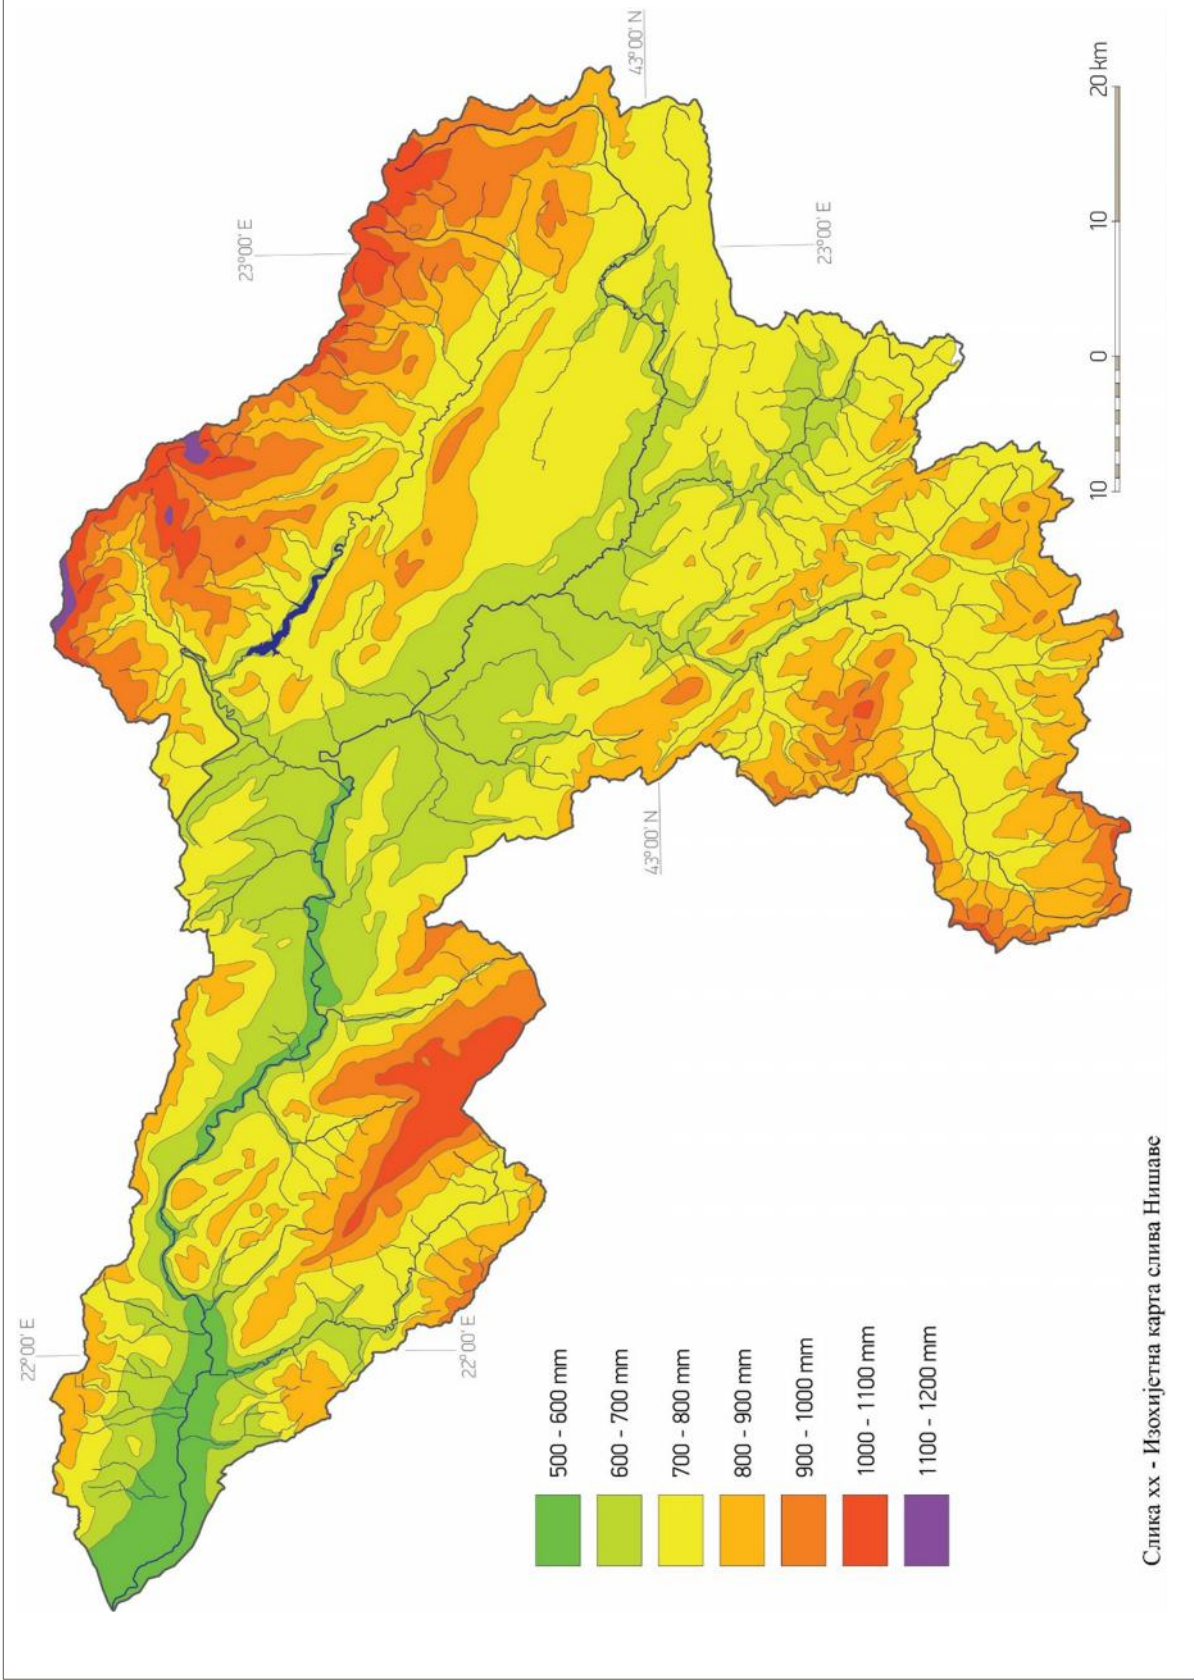 43°00' N
23°00' E
23°00' E
43°00' N
22°00' E
22°00' E
10 0 10 20 km
500 - 600 mm
600 - 700 mm
700 - 800 mm
800 - 900 mm
900 - 1000 mm
1000 - 1100 mm
1100 - 1200 mm
Слика xx - Изохијетна карта слива Нишаве